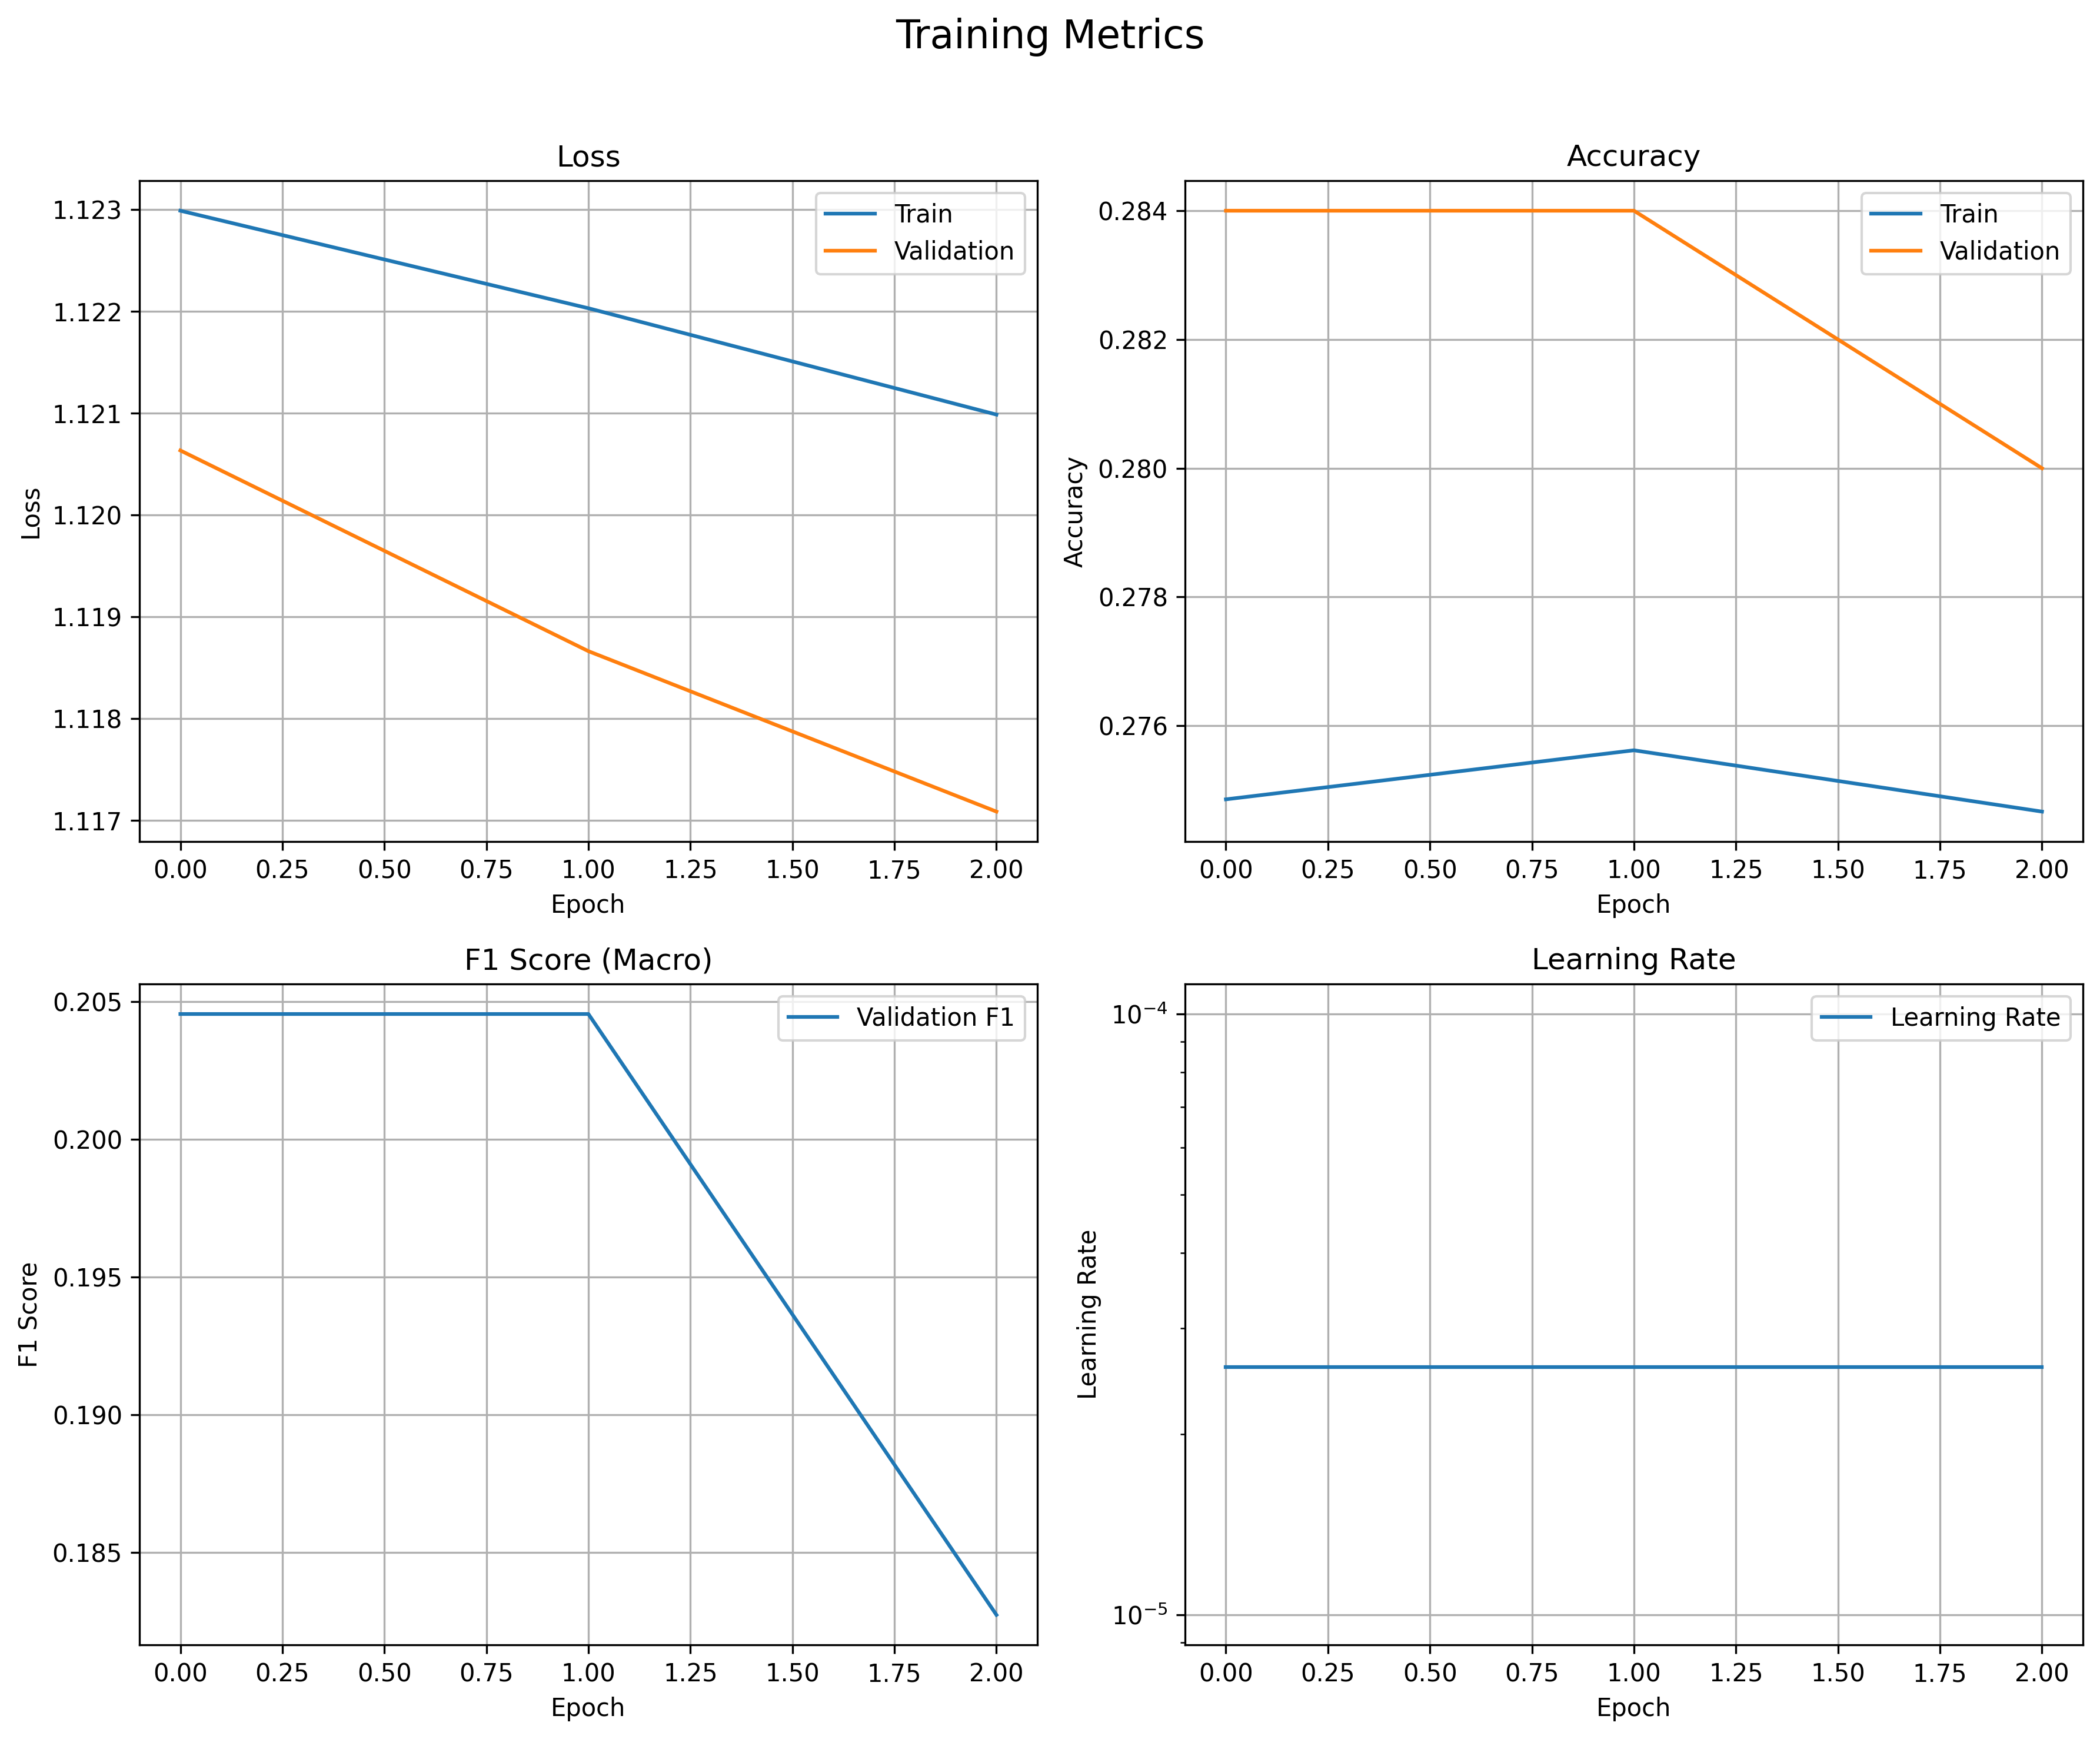 Training Metrics
Loss
Train
Validation
1.123
1.122
1.121
1.120
1.119
1.118
1.117
Loss
0.00 0.25 0.50 0.75 1.00 1.25 1.50 1.75 2.00
Epoch
Accuracy
Train
Validation
0.284
0.282
0.280
0.278
0.276
Accuracy
0.00 0.25 0.50 0.75 1.00 1.25 1.50 1.75 2.00
Epoch
F1 Score (Macro)
Validation F1
0.205
0.200
0.195
0.190
0.185
F1 Score
0.00 0.25 0.50 0.75 1.00 1.25 1.50 1.75 2.00
Epoch
Learning Rate
Learning Rate
10⁻⁴
10⁻⁵
Learning Rate
0.00 0.25 0.50 0.75 1.00 1.25 1.50 1.75 2.00
Epoch